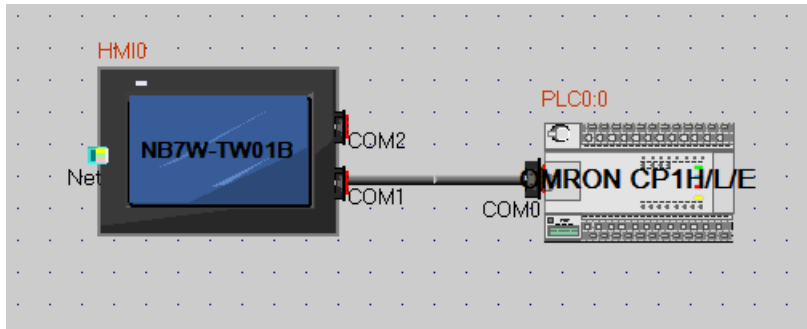 HMI0
PLC0:0
NB7W-TW01B
COM2
Net
OMRON CP1H/L/E
COM1
COM0